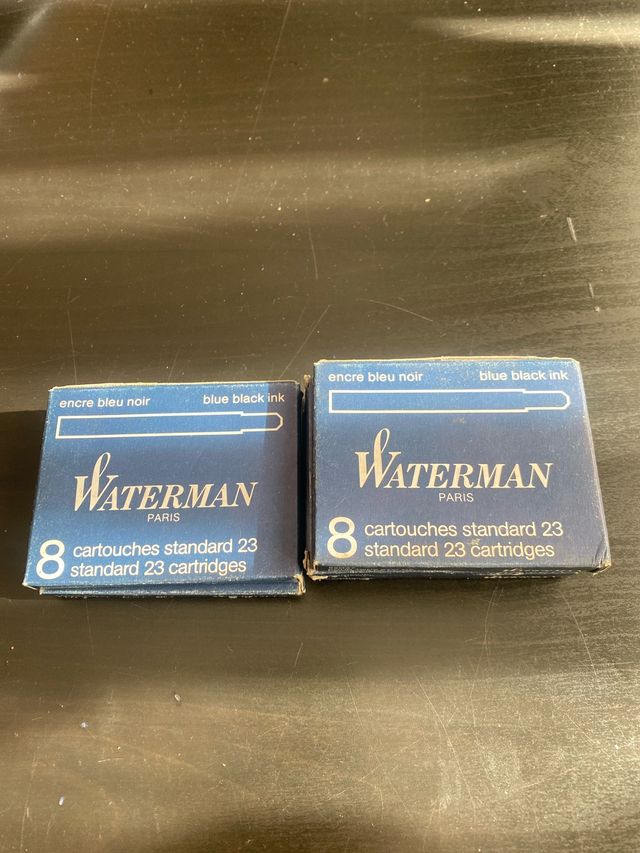 encre bleu noir blue black ink
WATERMAN
PARIS
8 cartouches standard 23
standard 23 cartridges
encre bleu noir blue black ink
WATERMAN
PARIS
8 cartouches standard 23
standard 23 cartridges